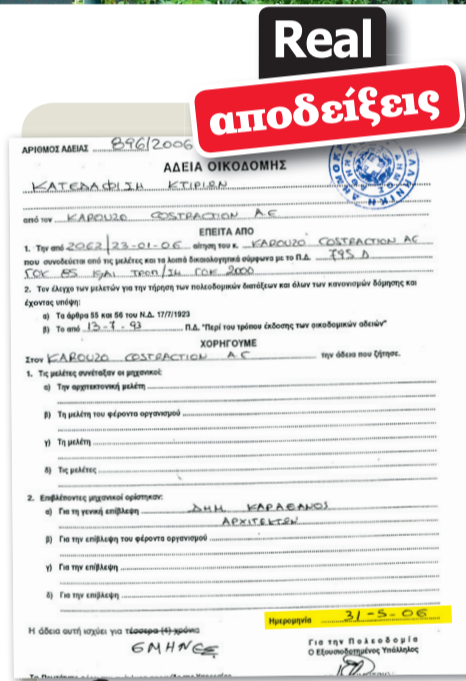 Real
αποδείξεις
ΑΡΙΘΜΟΣ ΑΔΕΙΑΣ 896/2006
ΑΔΕΙΑ ΟΙΚΟΔΟΜΗΣ
ΚΑΤΕΔΑΦΙΣΗ ΚΤΙΡΙΩΝ
από τον ΚΑΡΟΥΖΟ COSTRACTION A.E
ΕΠΕΙΤΑ ΑΠΟ
1. Την από 2062/23-01-06 αίτηση του κ. ΚΑΡΟΥΖΟ COSTRACTION AE
που συνοδεύεται από τις μελέτες και τα λοιπά δικαιολογητικά σύμφωνα με το Π.Δ. 795 Δ
ΓΟΚ 85 ΚΑΙ ΤΡΟΠ/ΣΗ ΓΟΚ 2000
2. Τον έλεγχο των μελετών για την τήρηση των πολεοδομικών διατάξεων και όλων των κανονισμών δόμησης και
έχοντας υπόψη:
α) Τα άρθρα 55 και 56 του Ν.Δ. 17/7/1923
β) Το από 13-7-93 Π.Δ. "Περί του τρόπου έκδοσης των οικοδομικών αδειών"
ΧΟΡΗΓΟΥΜΕ
Στον ΚΑΡΟΥΖΟ COSTRACTION A.E την άδεια που ζήτησε.
1. Τις μελέτες συνέταξαν οι μηχανικοί:
α) Την αρχιτεκτονική μελέτη
β) Τη μελέτη του φέροντα οργανισμού
γ) Τη μελέτη
δ) Τις μελέτες
2. Επιβλέποντες μηχανικοί ορίστηκαν:
α) Για τη γενική επίβλεψη ΔΗΜ. ΚΑΡΑΘΑΝΟΣ
ΑΡΧΙΤΕΚΤΩΝ
β) Για την επίβλεψη του φέροντα οργανισμού
γ) Για την επίβλεψη
δ) Για την επίβλεψη
Ημερομηνία 31-5-06
Η άδεια αυτή ισχύει για τέσσερα (4) χρόνια
6ΜΗΝΕΣ
Για την Πολεοδομία
Ο Εξουσιοδοτημένος Υπάλληλος